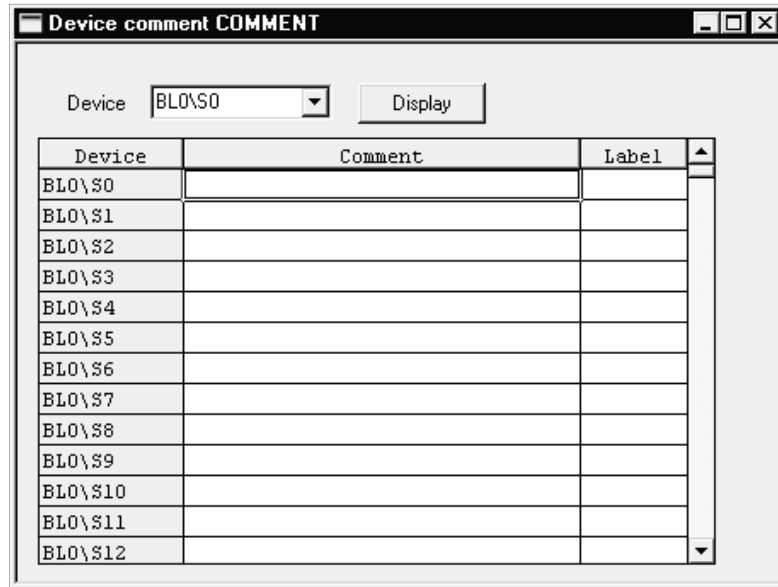 Device comment COMMENT
Device BL0\S0 Display
Device Comment Label
BL0\S0
BL0\S1
BL0\S2
BL0\S3
BL0\S4
BL0\S5
BL0\S6
BL0\S7
BL0\S8
BL0\S9
BL0\S10
BL0\S11
BL0\S12